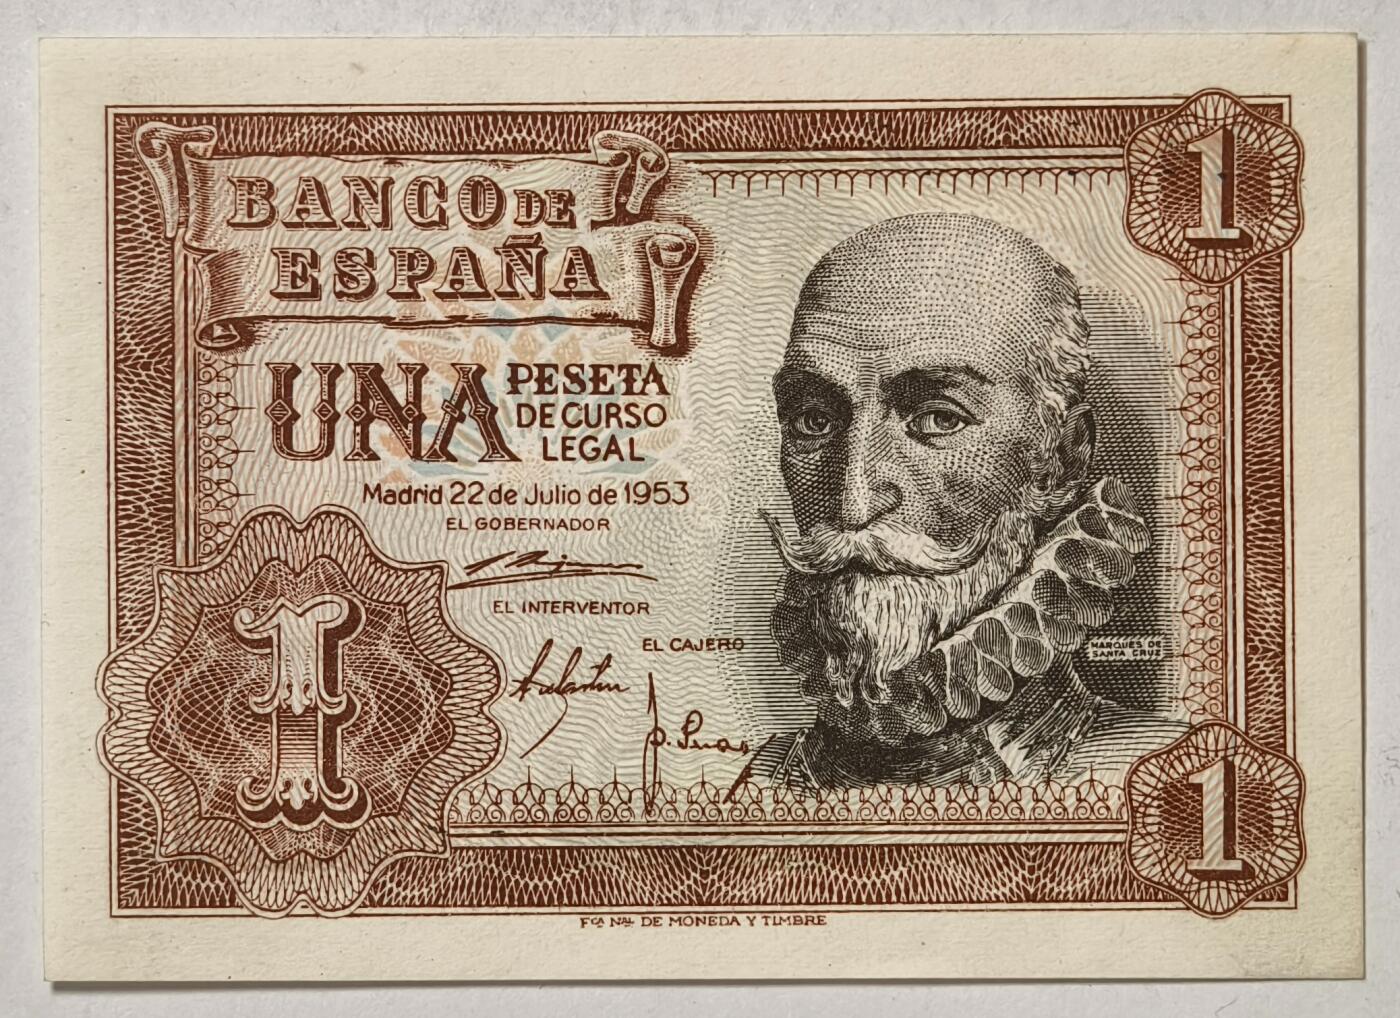 BANCO DE
ESPAÑA
UNA PESETA
DE CURSO
LEGAL
Madrid 22 de Julio de 1953
EL GOBERNADOR
EL INTERVENTOR
EL CAJERO
MARQUES DE
SANTA CRUZ
1
1
1
FCA NAL DE MONEDA Y TIMBRE